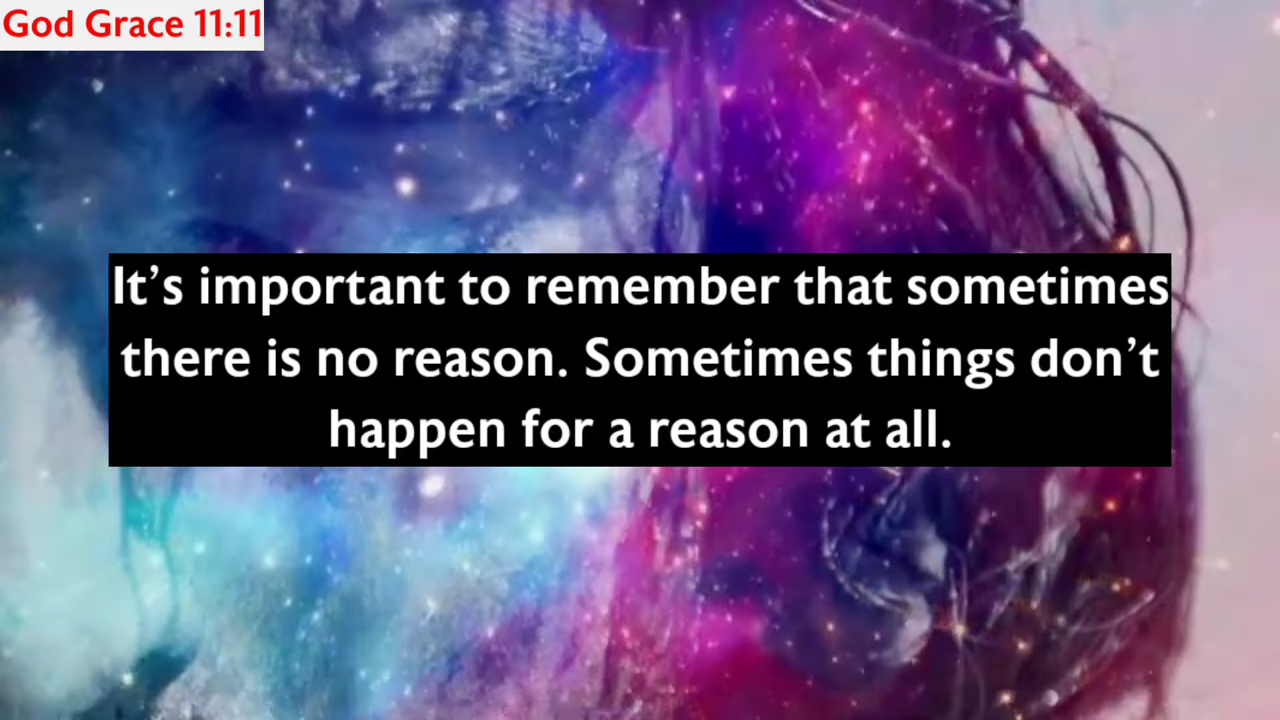 God Grace 11:11
It’s important to remember that sometimes
there is no reason. Sometimes things don’t
happen for a reason at all.